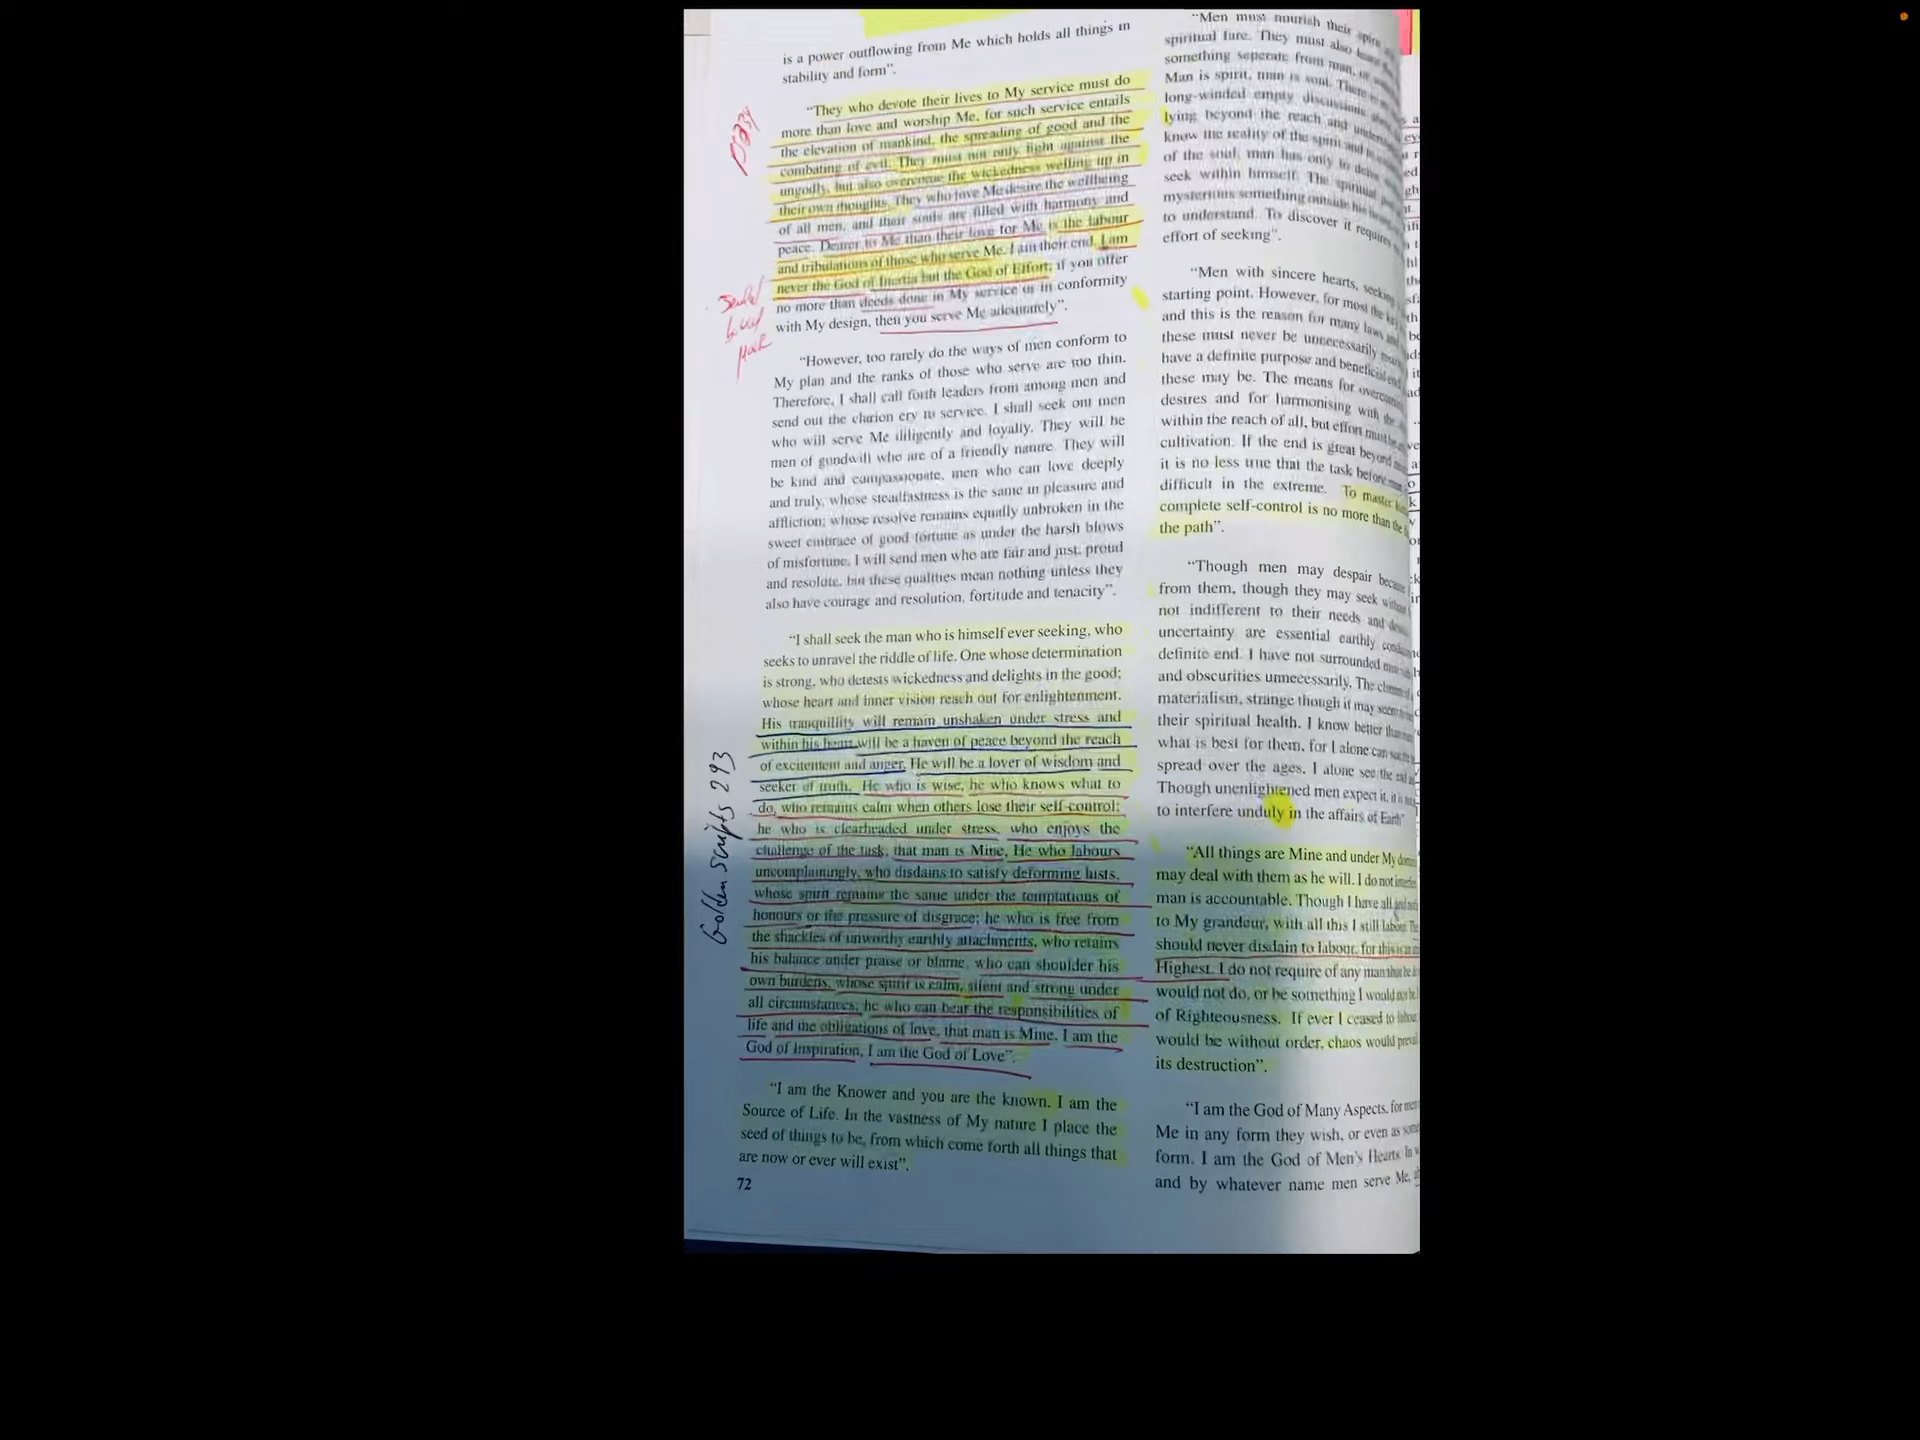 is a power outflowing from Me which holds all things in
stability and form”.
“They who devote their lives to My service must do
more than love and worship Me, for such service entails
the elevation of mankind, the spreading of good and the
combating of evil. They must not only fight against the
ungodly, but also overcome the wickedness welling up in
their own thoughts. They who love Me desire the wellbeing
of all men, and their souls are filled with harmony and
peace. Dearer to Me than their love for Me is the labour
and tribulations of those who serve Me. I am their end. I am
never the God of Inertia but the God of Effort; if you offer
no more than deeds done in My service or in conformity
with My design, then you serve Me adequately”.
“However, too rarely do the ways of men conform to
My plan and the ranks of those who serve are too thin.
Therefore, I shall call forth leaders from among men and
send out the clarion cry to service. I shall seek out men
who will serve Me diligently and loyally. They will be
men of goodwill who are of a friendly nature. They will
be kind and compassionate, men who can love deeply
and truly, whose steadfastness is the same in pleasure and
affliction; whose resolve remains equally unbroken in the
sweet embrace of good fortune as under the harsh blows
of misfortune. I will send men who are fair and just, proud
and resolute, but these qualities mean nothing unless they
also have courage and resolution, fortitude and tenacity”.
“I shall seek the man who is himself ever seeking, who
seeks to unravel the riddle of life. One whose determination
is strong, who detests wickedness and delights in the good;
whose heart and inner vision reach out for enlightenment.
His tranquillity will remain unshaken under stress and
within his heart will be a haven of peace beyond the reach
of excitement and anger. He will be a lover of wisdom and
seeker of truth. He who is wise, he who knows what to
do, who remains calm when others lose their self-control;
he who is clearheaded under stress, who enjoys the
challenge of the task, that man is Mine. He who labours
uncomplainingly, who disdains to satisfy deforming lusts,
whose spirit remains the same under the temptations of
honours or the pressure of disgrace; he who is free from
the shackles of unworthy earthly attachments, who retains
his balance under praise or blame, who can shoulder his
own burdens, whose spirit is calm, silent and strong under
all circumstances, he who can bear the responsibilities of
life and the obligations of love, that man is Mine. I am the
God of Inspiration, I am the God of Love”.
“I am the Knower and you are the known. I am the
Source of Life. In the vastness of My nature I place the
seed of things to be, from which come forth all things that
are now or ever will exist”.
72
Golden Scripts 293
“Men must nourish their
spiritual fare. They must also
something seperate from man,
Man is spirit, man is soul. There
long-winded empty
lying beyond the reach and
know the reality of the spirit and
of the soul, man has only to
seek within himself. The spiritual
mysterious something outside his
to understand. To discover it requires
effort of seeking”.
“Men with sincere hearts, seeking
starting point. However, for most the
and this is the reason for many laws
these must never be unnecessarily
have a definite purpose and beneficial
these may be. The means for
desires and for harmonising with the
within the reach of all, but effort must be
cultivation. If the end is great beyond
it is no less true that the task before
difficult in the extreme. To master
complete self-control is no more than the
the path”.
“Though men may despair
from them, though they may seek
not indifferent to their needs and
uncertainty are essential earthly
definite end. I have not surrounded
and obscurities unnecessarily. The
materialism, strange though it may seem
their spiritual health. I know better than
what is best for them, for I alone can see
spread over the ages. I alone see the end
Though unenlightened men expect it, it is
to interfere unduly in the affairs of Earth”
“All things are Mine and under My
may deal with them as he will. I do not
man is accountable. Though I have all
to My grandeur, with all this I still labour.
should never disdain to labour, for this is
Highest. I do not require of any man that he
would not do, or be something I would not be.
of Righteousness. If ever I ceased to labour
would be without order, chaos would
its destruction”.
“I am the God of Many Aspects, for men
Me in any form they wish, or even as
form. I am the God of Men’s Hearts. In
and by whatever name men serve Me,